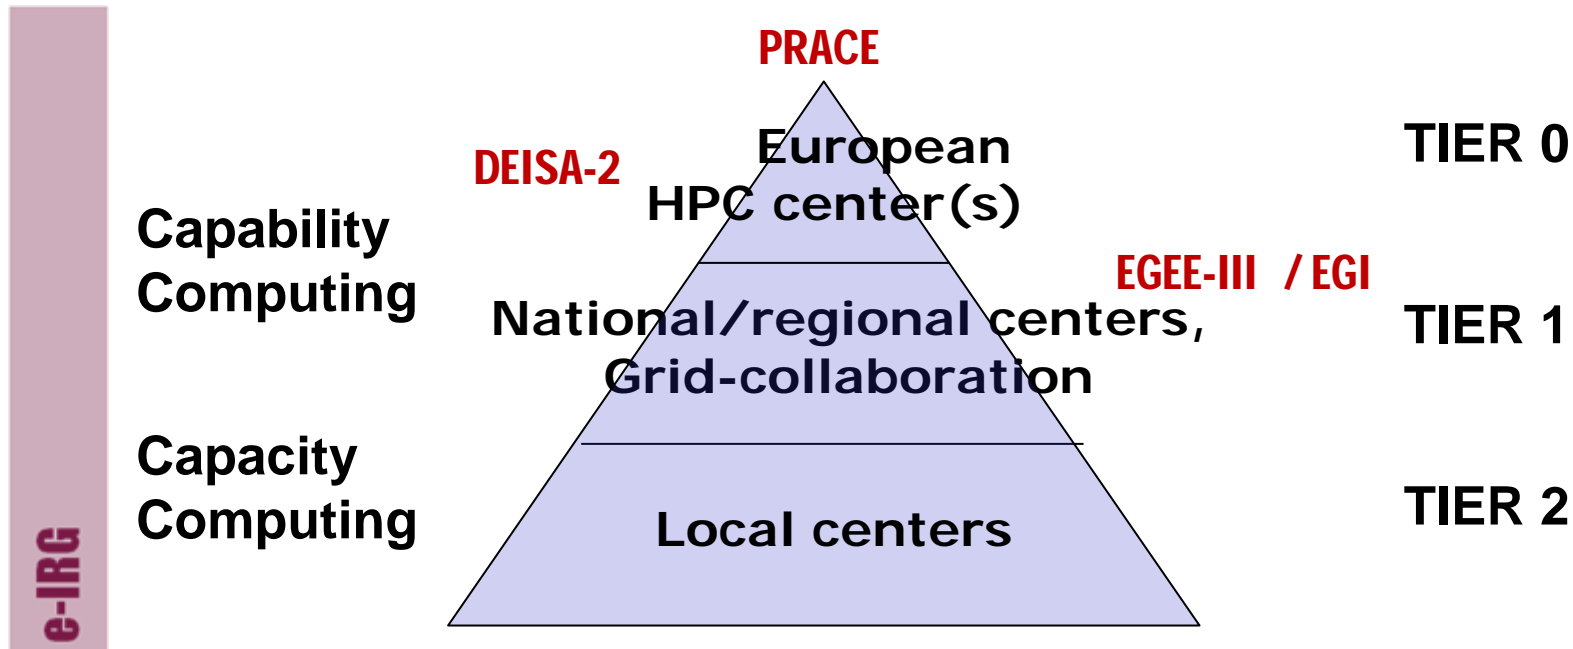 PRACE
European
HPC center(s)
TIER 0
DEISA-2
Capability
Computing
EGEE-III / EGI
National/regional centers,
Grid-collaboration
TIER 1
Capacity
Computing
Local centers
TIER 2
e-IRG